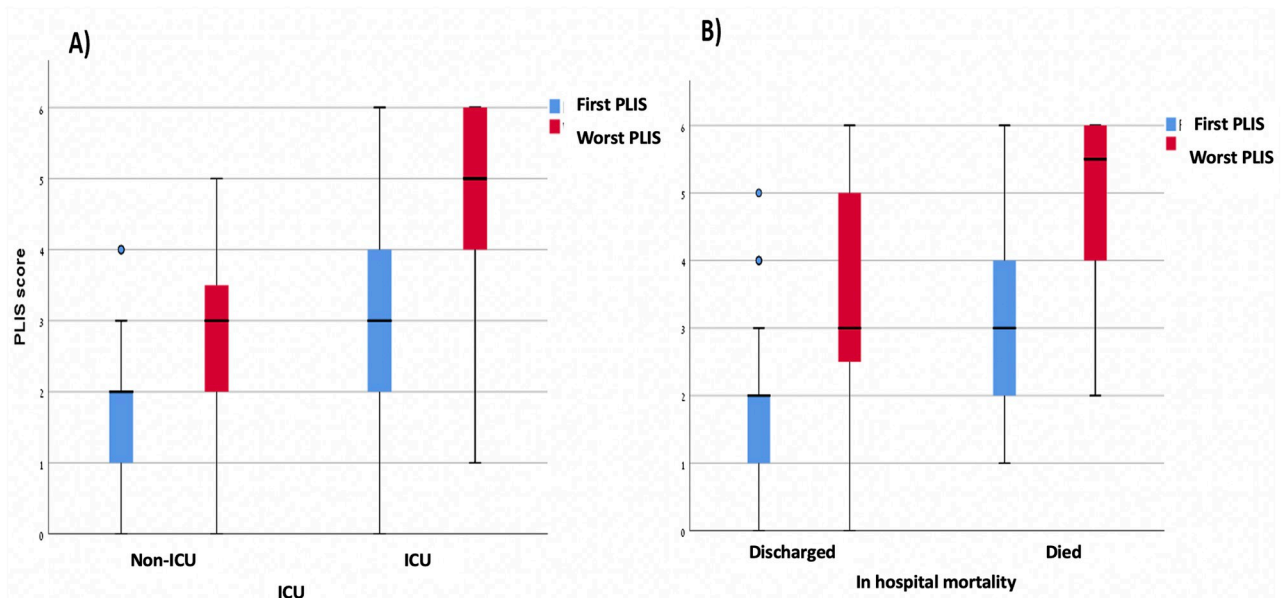 A)
B)
First PLIS
Worst PLIS
PLIS score
6
5
4
3
2
1
0
Non-ICU
ICU
ICU
First PLIS
Worst PLIS
6
5
4
3
2
1
0
Discharged
Died
In hospital mortality